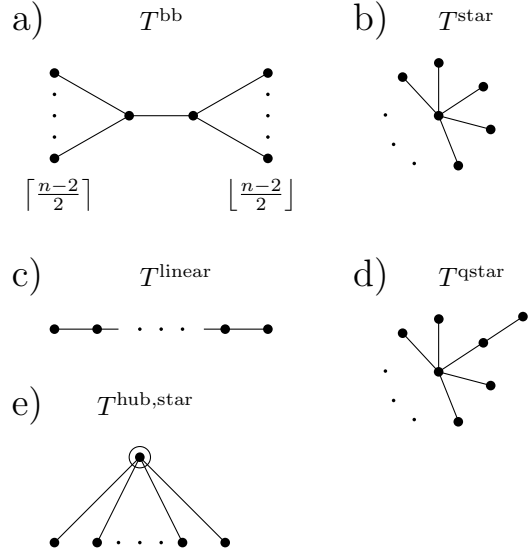 a) T^bb
b) T^star
⌈(n−2)/2⌉ ⌊(n−2)/2⌋
c) T^linear
d) T^qstar
e) T^hub,star